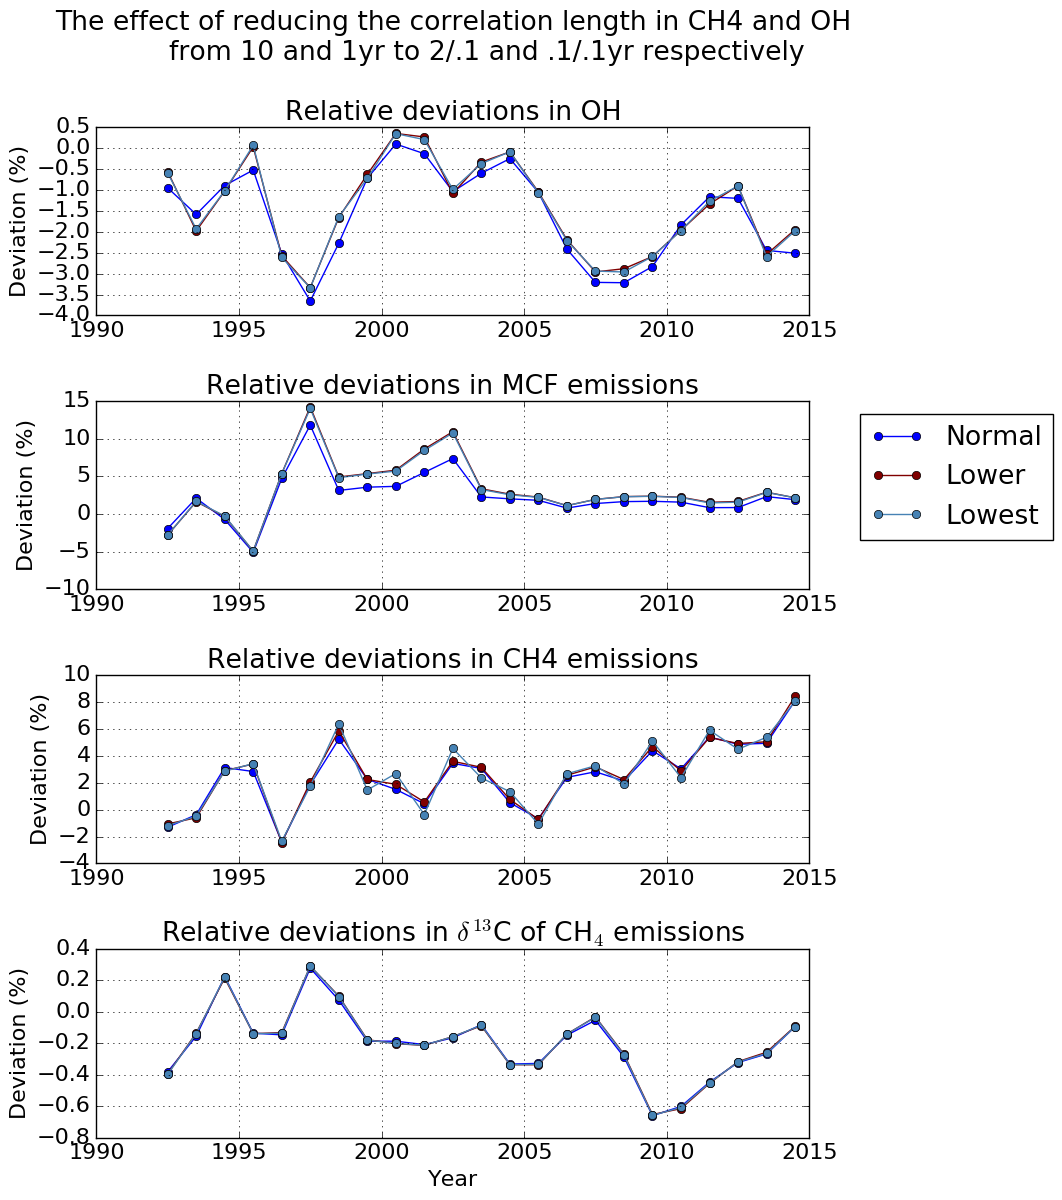 The effect of reducing the correlation length in CH4 and OH
from 10 and 1yr to 2/.1 and .1/.1yr respectively
Relative deviations in OH
Deviation (%)
0.5
0.0
−0.5
−1.0
−1.5
−2.0
−2.5
−3.0
−3.5
−4.0
1990 1995 2000 2005 2010 2015
Relative deviations in MCF emissions
Deviation (%)
15
10
5
0
−5
−10
1990 1995 2000 2005 2010 2015
Normal
Lower
Lowest
Relative deviations in CH4 emissions
Deviation (%)
10
8
6
4
2
0
−2
−4
1990 1995 2000 2005 2010 2015
Relative deviations in δ¹³C of CH₄ emissions
Deviation (%)
0.4
0.2
0.0
−0.2
−0.4
−0.6
−0.8
1990 1995 2000 2005 2010 2015
Year